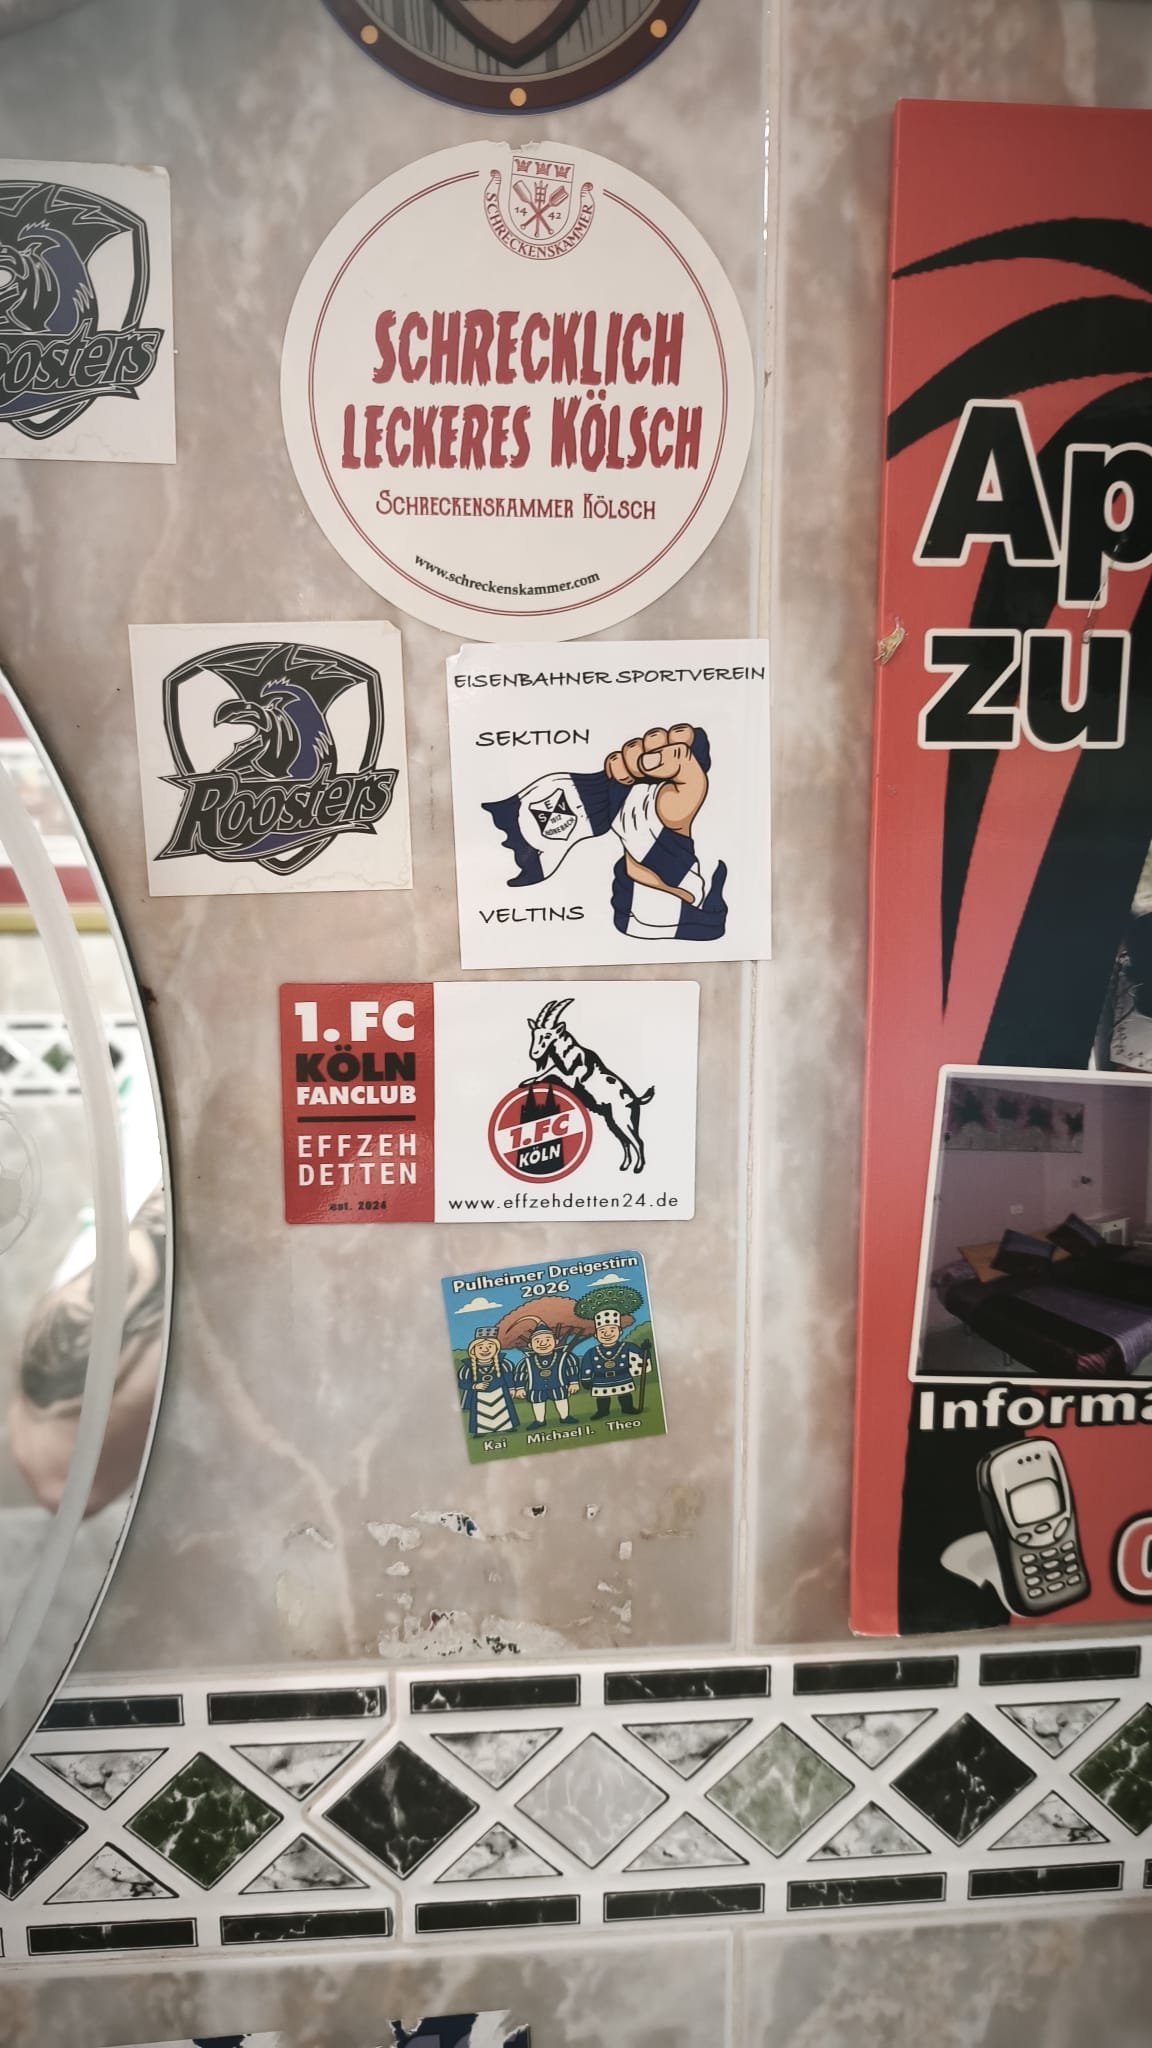 SCHRECKENSKAMMER
14 42
SCHRECKLICH
LECKERES KÖLSCH
SCHRECKENSKAMMER KÖLSCH
www.schreckenskammer.com
Roosters
Roosters
EISENBAHNER SPORTVEREIN
SEKTION
E
S V
1912
BÖNEBACH
VELTINS
1. FC
KÖLN
FANCLUB
EFFZEH
DETTEN
est. 2024
1.FC
KÖLN
www.effzehdetten24.de
Pulheimer Dreigestirn
2026
Kai Michael I. Theo
Ap
zu
Informa